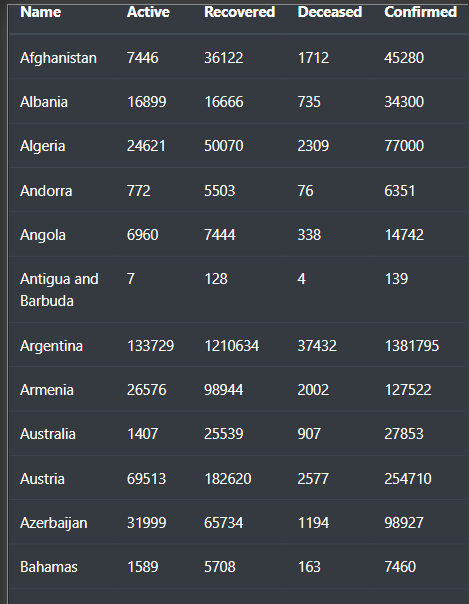 Name Active Recovered Deceased Confirmed
Afghanistan 7446 36122 1712 45280
Albania 16899 16666 735 34300
Algeria 24621 50070 2309 77000
Andorra 772 5503 76 6351
Angola 6960 7444 338 14742
Antigua and 7 128 4 139
Barbuda
Argentina 133729 1210634 37432 1381795
Armenia 26576 98944 2002 127522
Australia 1407 25539 907 27853
Austria 69513 182620 2577 254710
Azerbaijan 31999 65734 1194 98927
Bahamas 1589 5708 163 7460